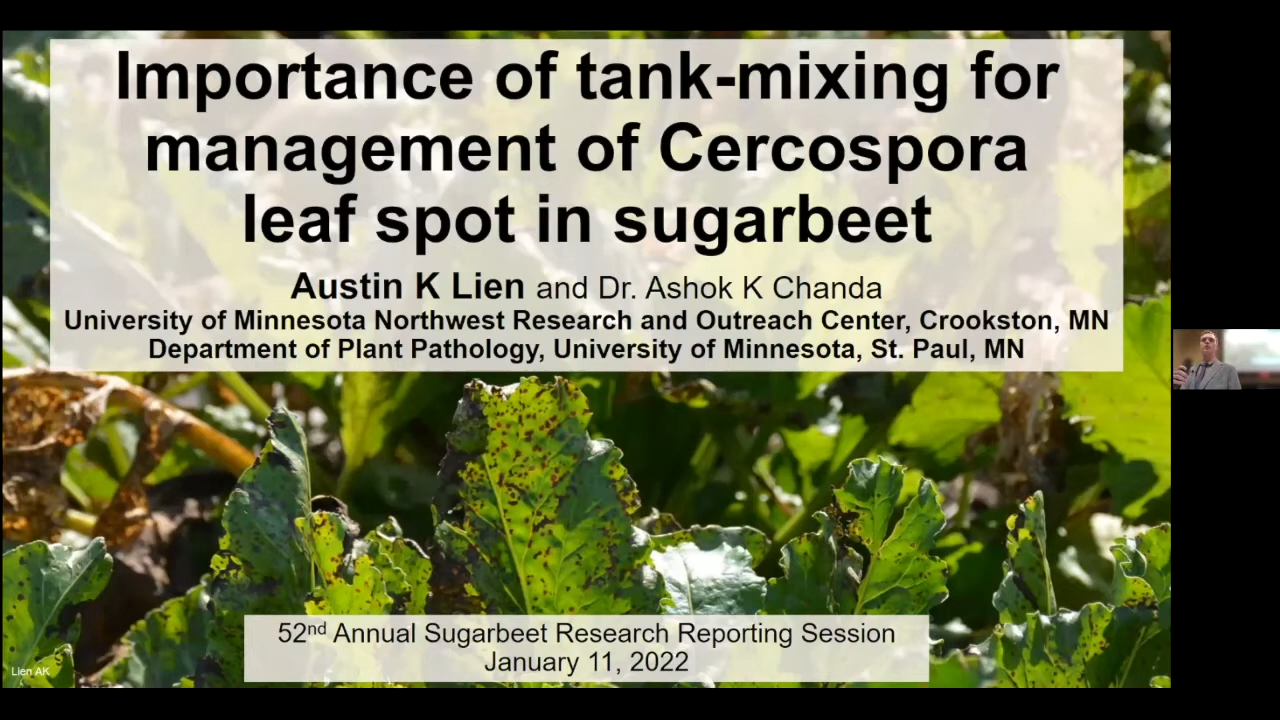 Importance of tank-mixing for
management of Cercospora
leaf spot in sugarbeet
Austin K Lien and Dr. Ashok K Chanda
University of Minnesota Northwest Research and Outreach Center, Crookston, MN
Department of Plant Pathology, University of Minnesota, St. Paul, MN
52nd Annual Sugarbeet Research Reporting Session
January 11, 2022
Lien AK